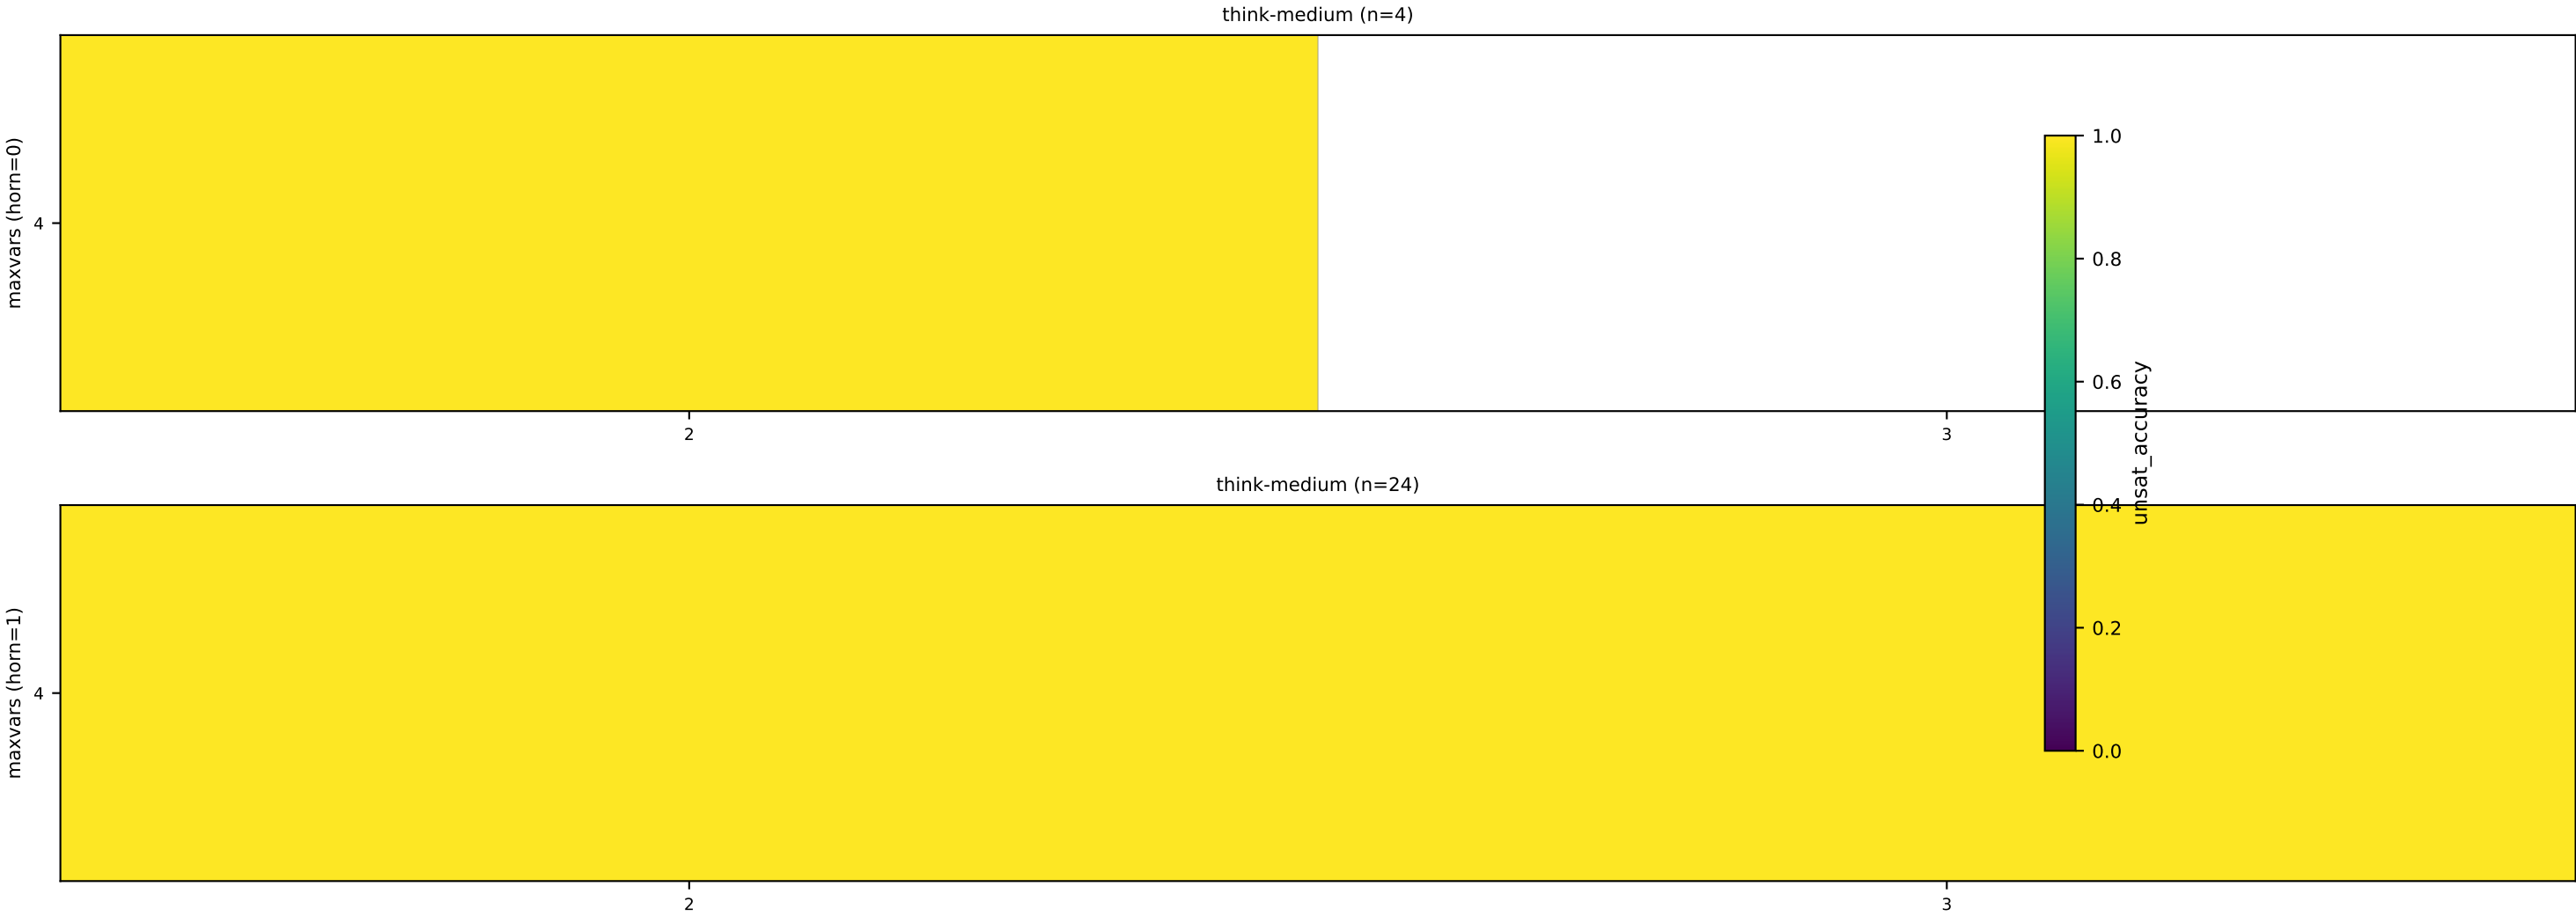 think-medium (n=4)
maxvars (horn=0)
4
2
3
think-medium (n=24)
maxvars (horn=1)
4
2
3
1.0
0.8
0.6
0.4
0.2
0.0
unsat_accuracy